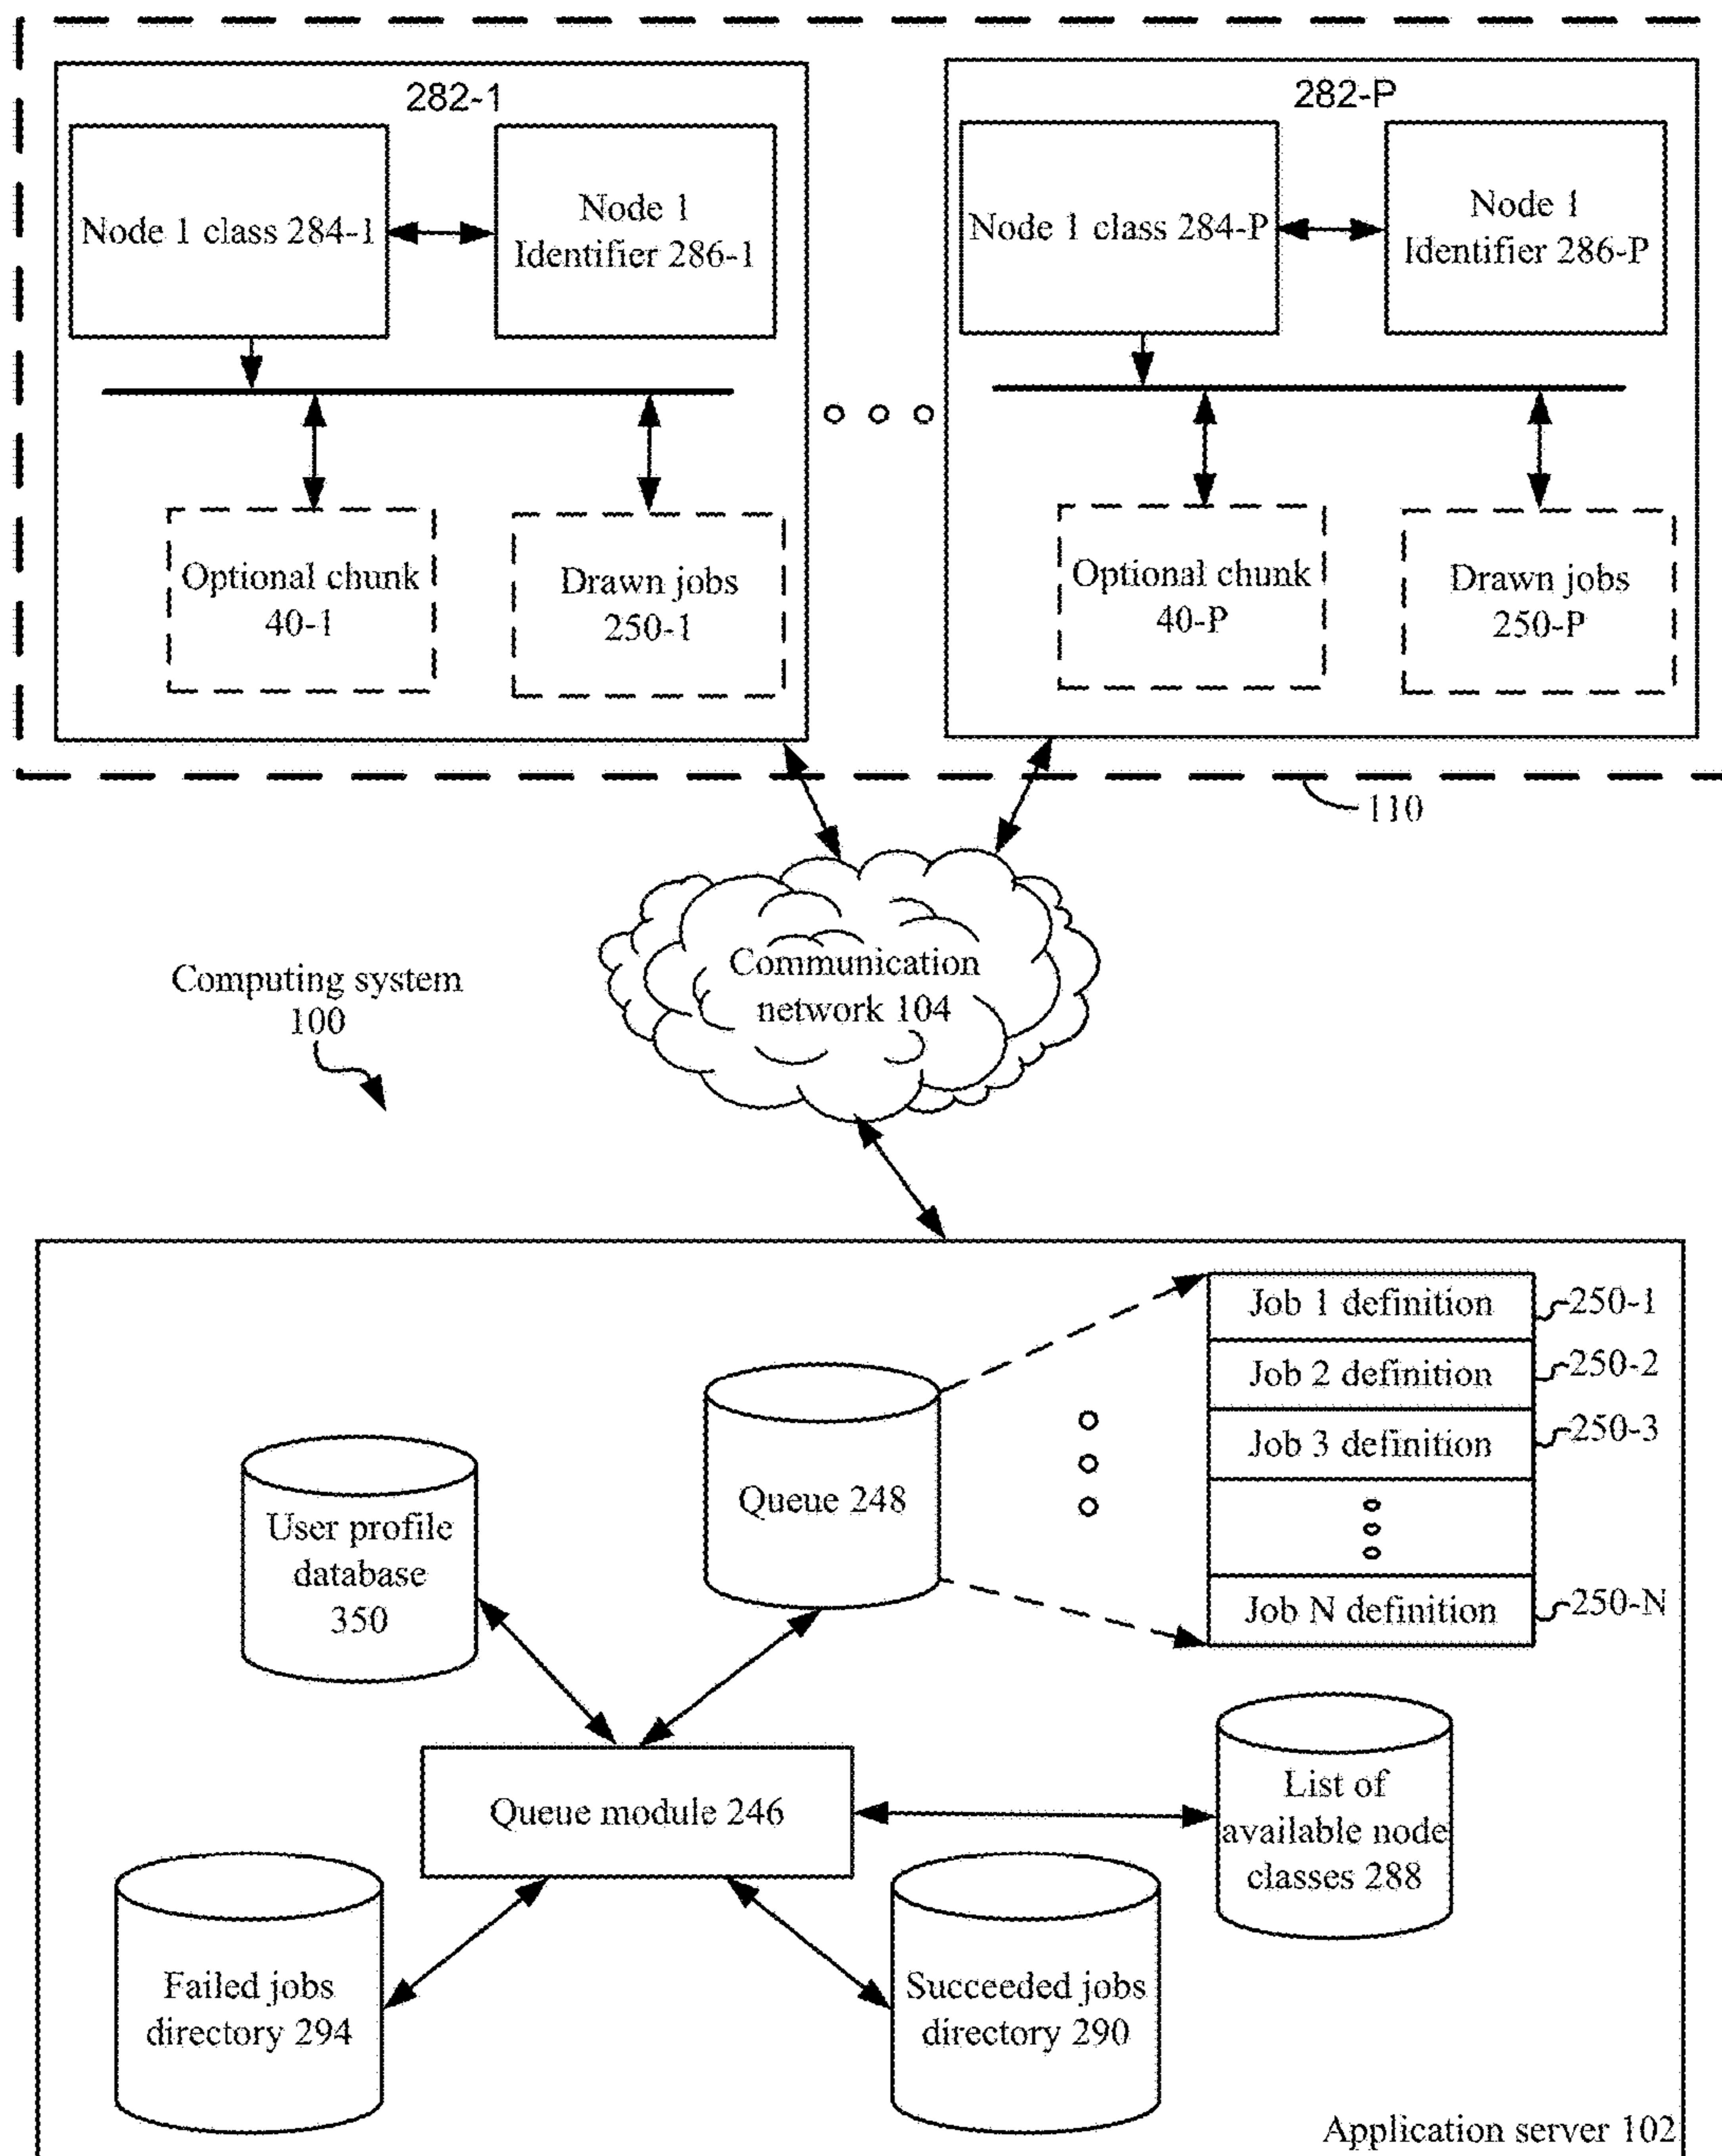 282-1
Node 1 class 284-1
Node 1
Identifier 286-1
Optional chunk
40-1
Drawn jobs
250-1
282-P
Node 1 class 284-P
Node 1
Identifier 286-P
Optional chunk
40-P
Drawn jobs
250-P
110
Communication
network 104
Computing system
100
Job 1 definition
250-1
Job 2 definition
250-2
Job 3 definition
250-3
Job N definition
250-N
Queue 248
User profile
database
350
Queue module 246
List of
available node
classes 288
Failed jobs
directory 294
Succeeded jobs
directory 290
Application server 102